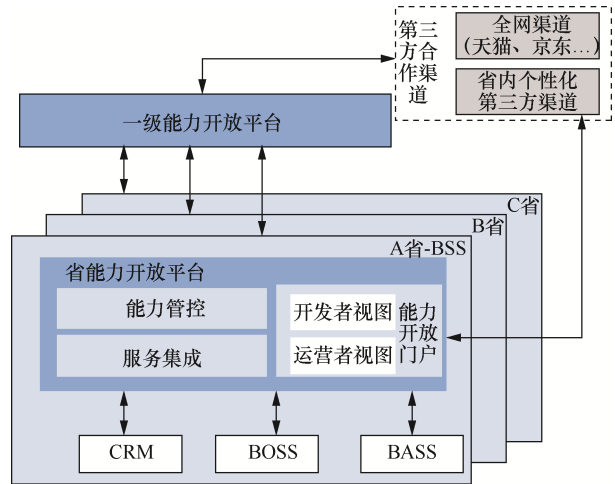 第三方合作渠道
全网渠道
(天猫、京东…)
省内个性化
第三方渠道
一级能力开放平台
C省
B省
A省-BSS
省能力开放平台
能力管控
服务集成
开发者视图
运营者视图
能力
开放
门户
CRM
BOSS
BASS